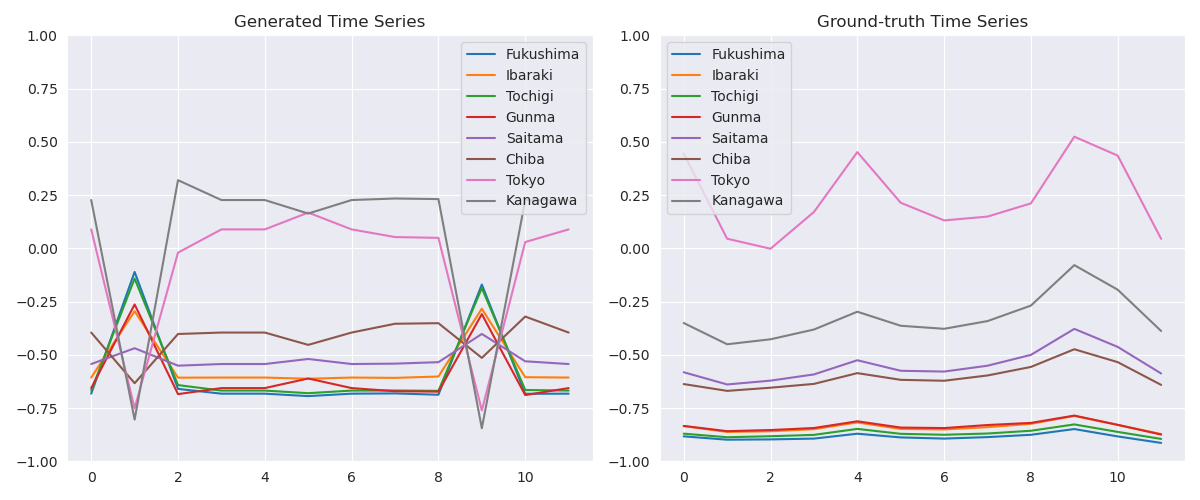 Generated Time Series
1.00
0.75
0.50
0.25
0.00
−0.25
−0.50
−0.75
−1.00
0
2
4
6
8
10
Fukushima
Ibaraki
Tochigi
Gunma
Saitama
Chiba
Tokyo
Kanagawa
Ground-truth Time Series
1.00
0.75
0.50
0.25
0.00
−0.25
−0.50
−0.75
−1.00
0
2
4
6
8
10
Fukushima
Ibaraki
Tochigi
Gunma
Saitama
Chiba
Tokyo
Kanagawa